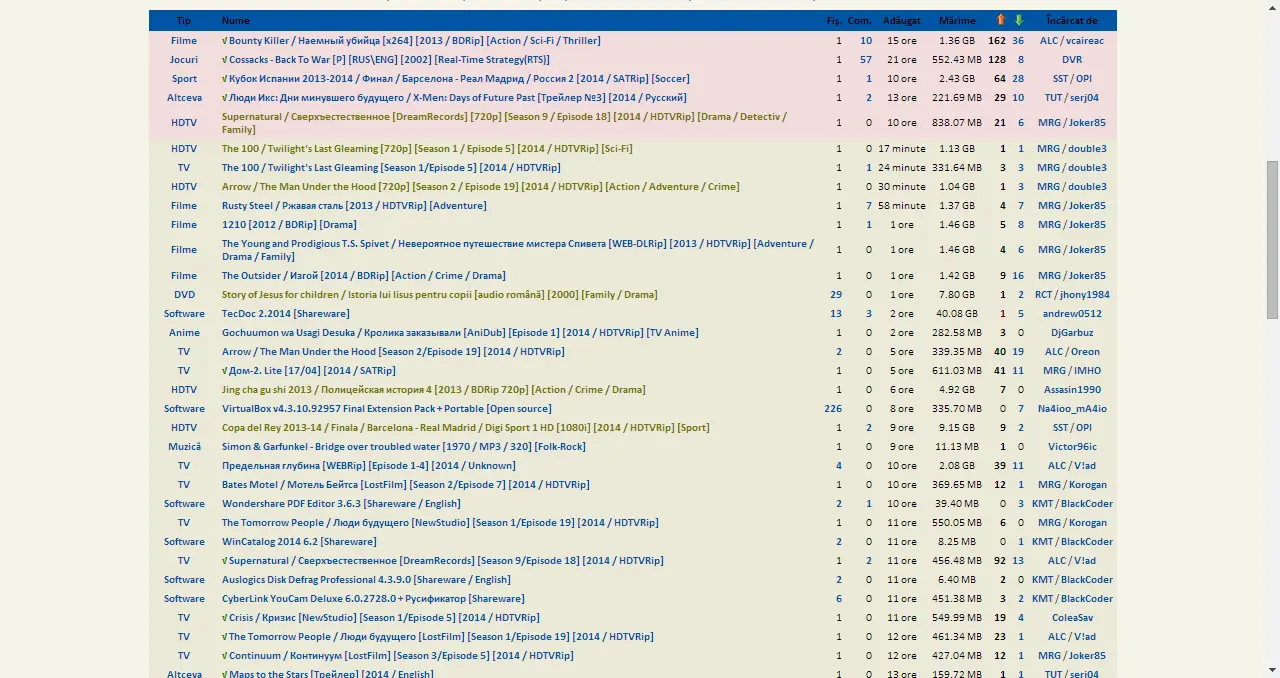 Tip Nume Fiş. Com. Adăugat Mărime Încărcat de
Filme √ Bounty Killer / Наемный убийца [x264] [2013 / BDRip] [Action / Sci-Fi / Thriller] 1 10 15 ore 1.36 GB 162 36 ALC / vcaireac
Jocuri √ Cossacks - Back To War [P] [RUS\ENG] [2002] [Real-Time Strategy(RTS)] 1 57 21 ore 552.43 MB 128 8 DVR
Sport √ Кубок Испании 2013-2014 / Финал / Барселона - Реал Мадрид / Россия 2 [2014 / SATRip] [Soccer] 1 1 10 ore 2.43 GB 64 28 SST / OPI
Altceva √ Люди Икс: Дни минувшего будущего / X-Men: Days of Future Past [Трейлер №3] [2014 / Русский] 1 2 13 ore 221.69 MB 29 10 TUT / serj04
HDTV Supernatural / Сверхъестественное [DreamRecords] [720p] [Season 9 / Episode 18] [2014 / HDTVRip] [Drama / Detectiv / 1 0 10 ore 838.07 MB 21 6 MRG / Joker85
Family]
HDTV The 100 / Twilight's Last Gleaming [720p] [Season 1 / Episode 5] [2014 / HDTVRip] [Sci-Fi] 1 0 17 minute 1.13 GB 1 1 MRG / double3
TV The 100 / Twilight's Last Gleaming [Season 1/Episode 5] [2014 / HDTVRip] 1 1 24 minute 331.64 MB 3 3 MRG / double3
HDTV Arrow / The Man Under the Hood [720p] [Season 2 / Episode 19] [2014 / HDTVRip] [Action / Adventure / Crime] 1 0 30 minute 1.04 GB 1 3 MRG / double3
Filme Rusty Steel / Ржавая сталь [2013 / HDTVRip] [Adventure] 1 7 58 minute 1.37 GB 4 7 MRG / Joker85
Filme 1210 [2012 / BDRip] [Drama] 1 1 1 ore 1.46 GB 5 8 MRG / Joker85
Filme The Young and Prodigious T.S. Spivet / Невероятное путешествие мистера Спивета [WEB-DLRip] [2013 / HDTVRip] [Adventure / 1 0 1 ore 1.46 GB 4 6 MRG / Joker85
Drama / Family]
Filme The Outsider / Изгой [2014 / BDRip] [Action / Crime / Drama] 1 0 1 ore 1.42 GB 9 16 MRG / Joker85
DVD Story of Jesus for children / Istoria lui Iisus pentru copii [audio română] [2000] [Family / Drama] 29 0 1 ore 7.80 GB 1 2 RCT / jhony1984
Software TecDoc 2.2014 [Shareware] 13 3 2 ore 40.08 GB 1 5 andrew0512
Anime Gochuumon wa Usagi Desuka / Кролика заказывали [AniDub] [Episode 1] [2014 / HDTVRip] [TV Anime] 1 0 2 ore 282.58 MB 3 0 DjGarbuz
TV Arrow / The Man Under the Hood [Season 2/Episode 19] [2014 / HDTVRip] 2 0 5 ore 339.35 MB 40 19 ALC / Oreon
TV √ Дом-2. Lite [17/04] [2014 / SATRip] 1 0 5 ore 611.03 MB 41 11 MRG / IMHO
HDTV Jing cha gu shi 2013 / Полицейская история 4 [2013 / BDRip 720p] [Action / Crime / Drama] 1 0 6 ore 4.92 GB 7 0 Assasin1990
Software VirtualBox v4.3.10.92957 Final Extension Pack + Portable [Open source] 226 0 8 ore 335.70 MB 0 7 Na4ioo_mA4io
HDTV Copa del Rey 2013-14 / Finala / Barcelona - Real Madrid / Digi Sport 1 HD [1080i] [2014 / HDTVRip] [Sport] 1 2 9 ore 9.15 GB 9 2 SST / OPI
Muzică Simon & Garfunkel - Bridge over troubled water [1970 / MP3 / 320] [Folk-Rock] 1 0 9 ore 11.13 MB 1 0 Victor96ic
TV Предельная глубина [WEBRip] [Episode 1-4] [2014 / Unknown] 4 0 10 ore 2.08 GB 39 11 ALC / V!ad
TV Bates Motel / Мотель Бейтса [LostFilm] [Season 2/Episode 7] [2014 / HDTVRip] 1 0 10 ore 369.65 MB 12 1 MRG / Korogan
Software Wondershare PDF Editor 3.6.3 [Shareware / English] 2 1 10 ore 39.40 MB 0 3 KMT / BlackCoder
TV The Tomorrow People / Люди будущего [NewStudio] [Season 1/Episode 19] [2014 / HDTVRip] 1 0 11 ore 550.05 MB 6 0 MRG / Korogan
Software WinCatalog 2014 6.2 [Shareware] 2 0 11 ore 8.25 MB 0 1 KMT / BlackCoder
TV √ Supernatural / Сверхъестественное [DreamRecords] [Season 9/Episode 18] [2014 / HDTVRip] 1 2 11 ore 456.48 MB 92 13 ALC / V!ad
Software Auslogics Disk Defrag Professional 4.3.9.0 [Shareware / English] 2 0 11 ore 6.40 MB 2 0 KMT / BlackCoder
Software CyberLink YouCam Deluxe 6.0.2728.0 + Русификатор [Shareware] 6 0 11 ore 451.38 MB 3 2 KMT / BlackCoder
TV √ Crisis / Кризис [NewStudio] [Season 1/Episode 5] [2014 / HDTVRip] 1 0 11 ore 549.99 MB 19 4 ColeaSav
TV √ The Tomorrow People / Люди будущего [LostFilm] [Season 1/Episode 19] [2014 / HDTVRip] 1 0 12 ore 461.34 MB 23 1 ALC / V!ad
TV √ Continuum / Континуум [LostFilm] [Season 3/Episode 5] [2014 / HDTVRip] 1 0 12 ore 427.04 MB 12 1 MRG / Joker85
Altceva √ Maps to the Stars [Трейлер] [2014 / English] 1 0 13 ore 159.72 MB 1 1 TUT / serj04